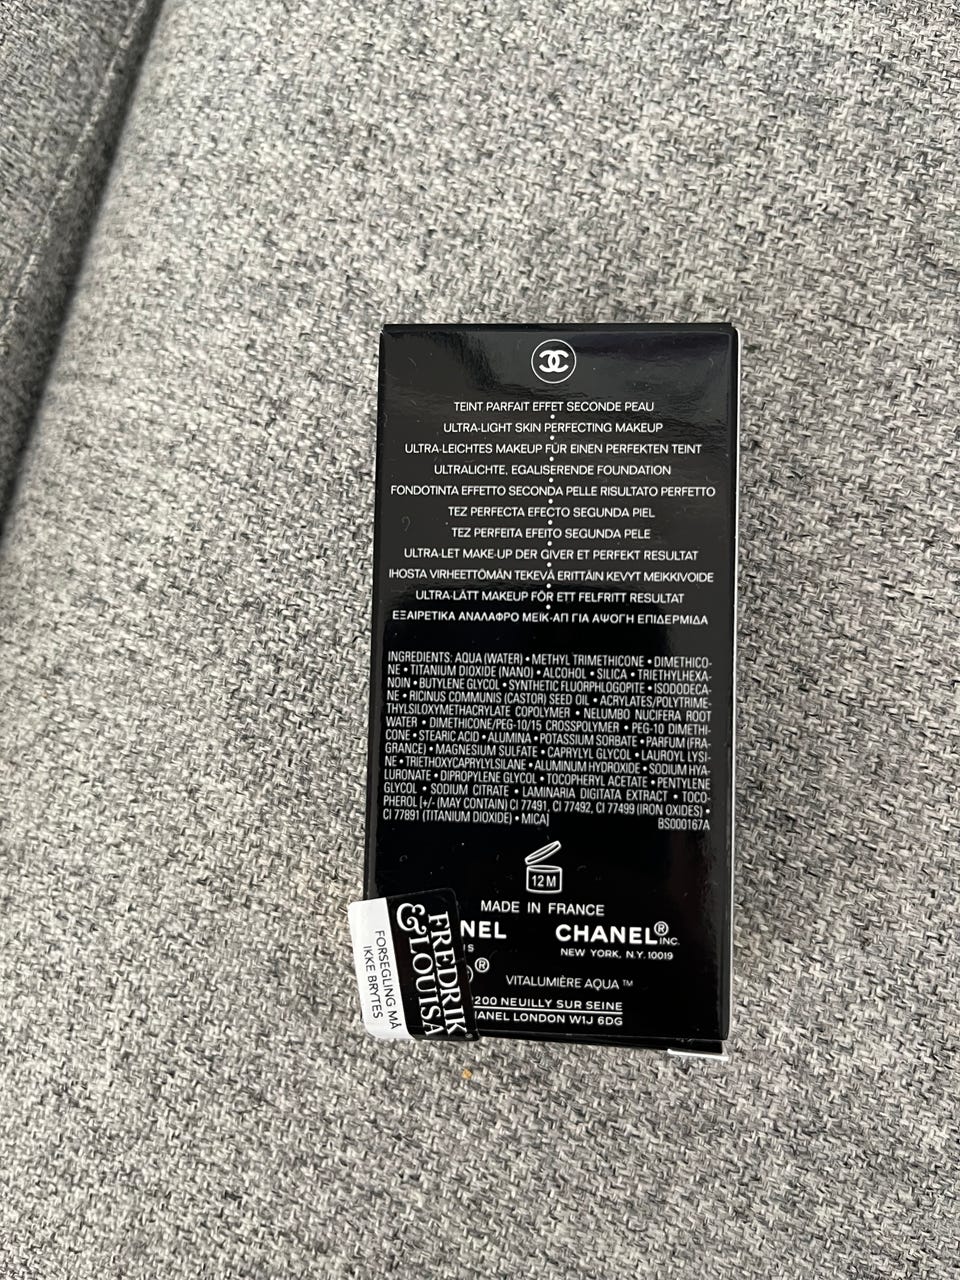 TEINT PARFAIT EFFET SECONDE PEAU
ULTRA-LIGHT SKIN PERFECTING MAKEUP
ULTRA-LEICHTES MAKEUP FÜR EINEN PERFEKTEN TEINT
ULTRALICHTE, EGALISERENDE FOUNDATION
FONDOTINTA EFFETTO SECONDA PELLE RISULTATO PERFETTO
TEZ PERFECTA EFECTO SEGUNDA PIEL
TEZ PERFEITA EFEITO SEGUNDA PELE
ULTRA-LET MAKE-UP DER GIVER ET PERFEKT RESULTAT
IHOSTA VIRHEETTÖMÄN TEKEVÄ ERITTÄIN KEVYT MEIKKIVOIDE
ULTRA-LÄTT MAKEUP FÖR ETT FELFRITT RESULTAT
ΕΞΑΙΡΕΤΙΚΑ ΑΝΑΛΑΦΡΟ ΜΕΪΚ-ΑΠ ΓΙΑ ΑΨΟΓΗ ΕΠΙΔΕΡΜΙΔΑ
INGREDIENTS: AQUA (WATER) • METHYL TRIMETHICONE • DIMETHICO-
NE • TITANIUM DIOXIDE (NANO) • ALCOHOL • SILICA • TRIETHYLHEXA-
NOIN • BUTYLENE GLYCOL • SYNTHETIC FLUORPHLOGOPITE • ISODODECA-
NE • RICINUS COMMUNIS (CASTOR) SEED OIL • ACRYLATES/POLYTRIME-
THYLSILOXYMETHACRYLATE COPOLYMER • NELUMBO NUCIFERA ROOT
WATER • DIMETHICONE/PEG-10/15 CROSSPOLYMER • PEG-10 DIMETHI-
CONE • STEARIC ACID • ALUMINA • POTASSIUM SORBATE • PARFUM (FRA-
GRANCE) • MAGNESIUM SULFATE • CAPRYLYL GLYCOL • LAUROYL LYSI-
NE • TRIETHOXYCAPRYLYLSILANE • ALUMINUM HYDROXIDE • SODIUM HYA-
LURONATE • DIPROPYLENE GLYCOL • TOCOPHERYL ACETATE • PENTYLENE
GLYCOL • SODIUM CITRATE • LAMINARIA DIGITATA EXTRACT • TOCO-
PHEROL [+/- (MAY CONTAIN) CI 77491, CI 77492, CI 77499 (IRON OXIDES) •
CI 77891 (TITANIUM DIOXIDE) • MICA] BS000167A
12 M
MADE IN FRANCE
NEL CHANEL® INC.
S NEW YORK, N.Y. 10019
®
VITALUMIÈRE AQUA™
200 NEUILLY SUR SEINE
ANEL LONDON W1J 6DG
FREDRIK
&LOUISA®
FORSEGLING MÅ
IKKE BRYTES